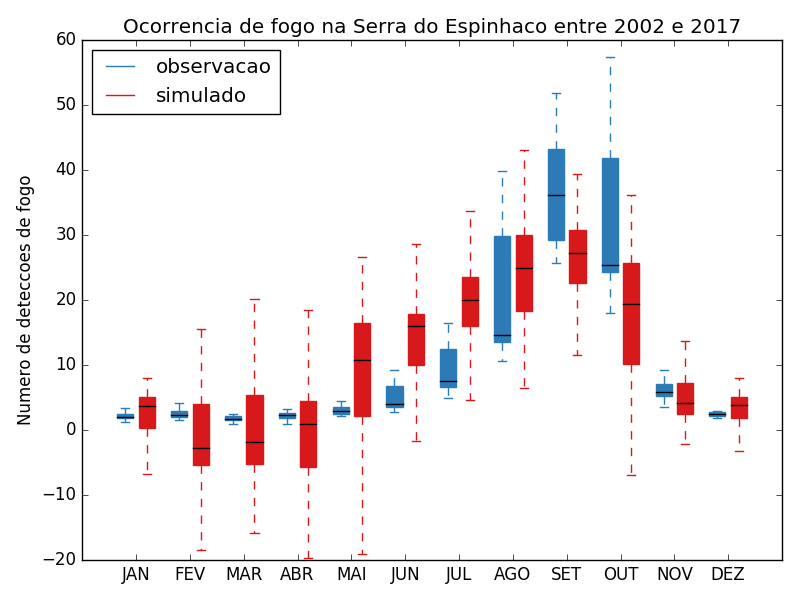 Ocorrencia de fogo na Serra do Espinhaco entre 2002 e 2017
60
50
40
30
20
10
0
−10
−20
Numero de deteccoes de fogo
observacao
simulado
JAN FEV MAR ABR MAI JUN JUL AGO SET OUT NOV DEZ